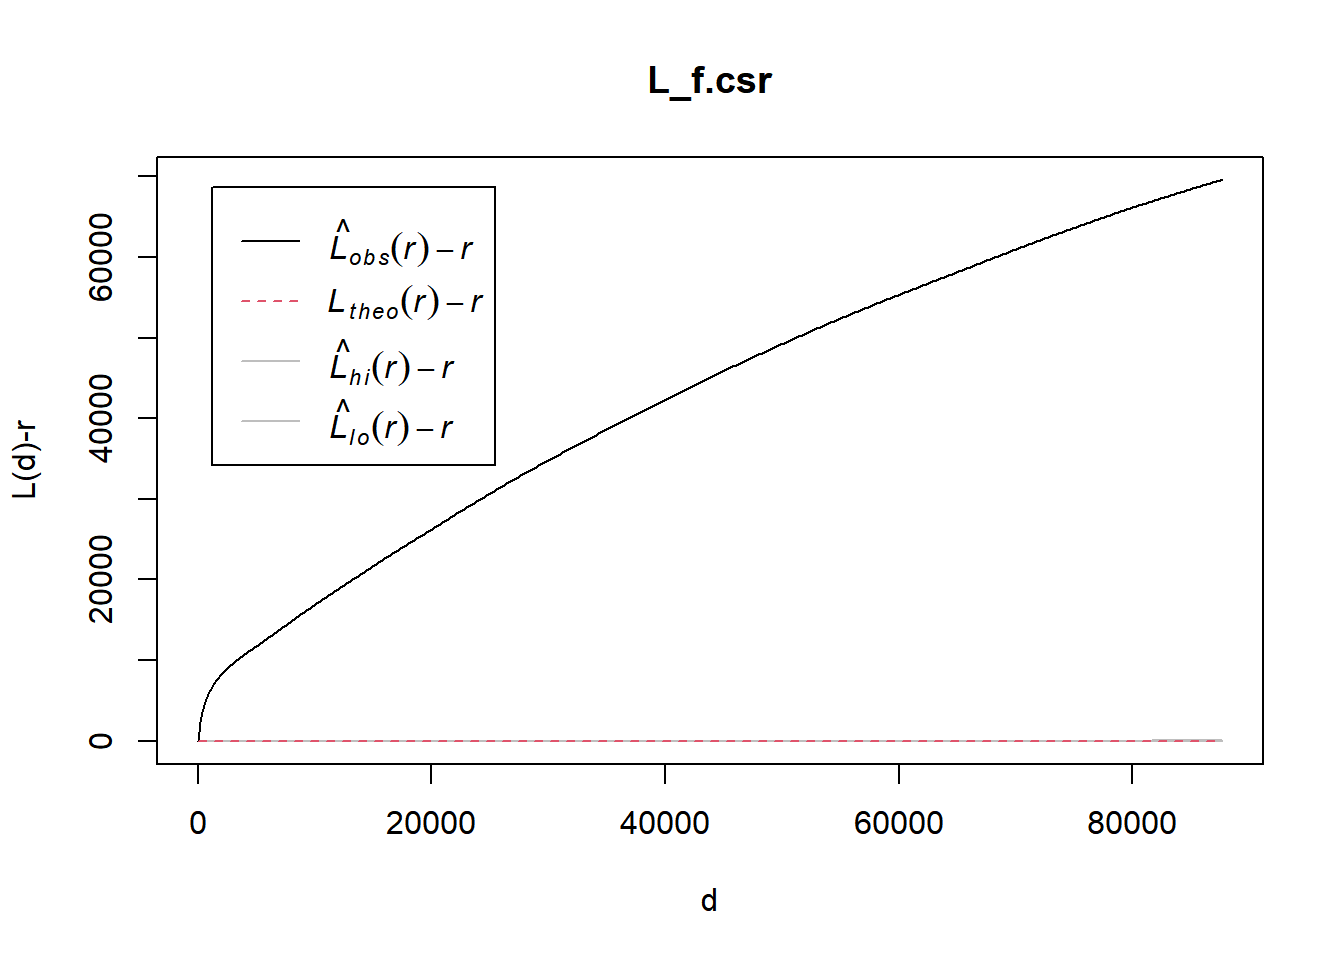 L_f.csr
L̂obs(r) − r
Ltheo(r) − r
L̂hi(r) − r
L̂lo(r) − r
L(d)-r
0
20000
40000
60000
0
20000
40000
60000
80000
d